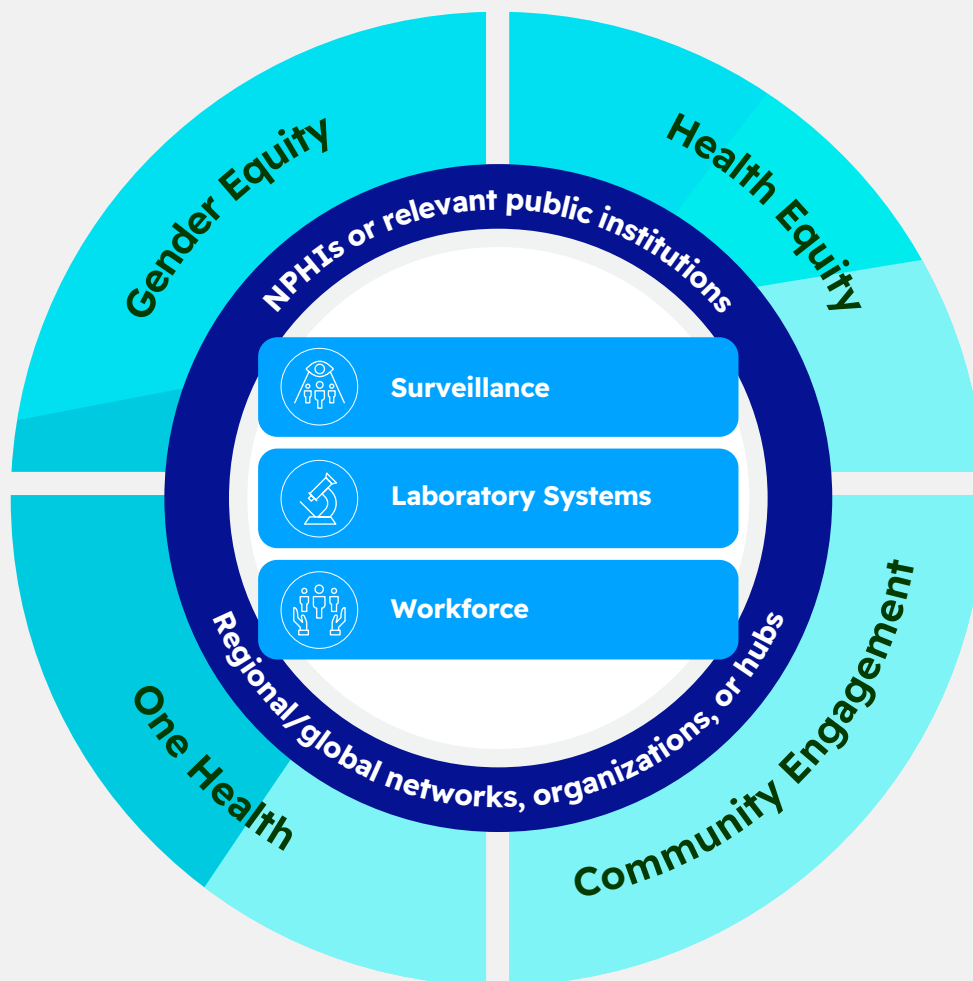 Gender Equity
Health Equity
NPHIs or relevant public institutions
Surveillance
Laboratory Systems
Workforce
Regional/global networks, organizations, or hubs
One Health
Community Engagement